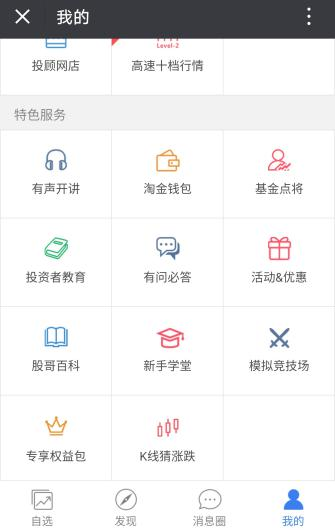 我的
Level-2
投顾网店
高速十档行情
特色服务
有声开讲
淘金钱包
基金点将
投资者教育
有问必答
活动&优惠
股哥百科
新手学堂
模拟竞技场
专享权益包
K线猜涨跌
自选
发现
消息圈
我的